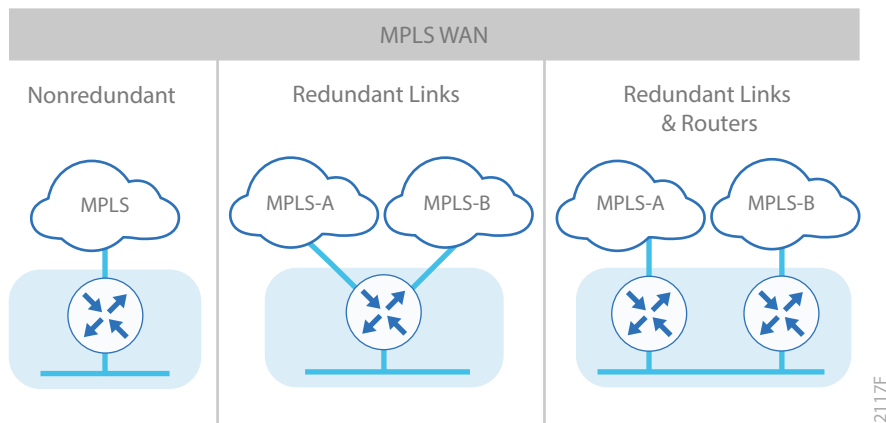 MPLS WAN
Nonredundant
MPLS
Redundant Links
MPLS-A
MPLS-B
Redundant Links
& Routers
MPLS-A
MPLS-B
2117F